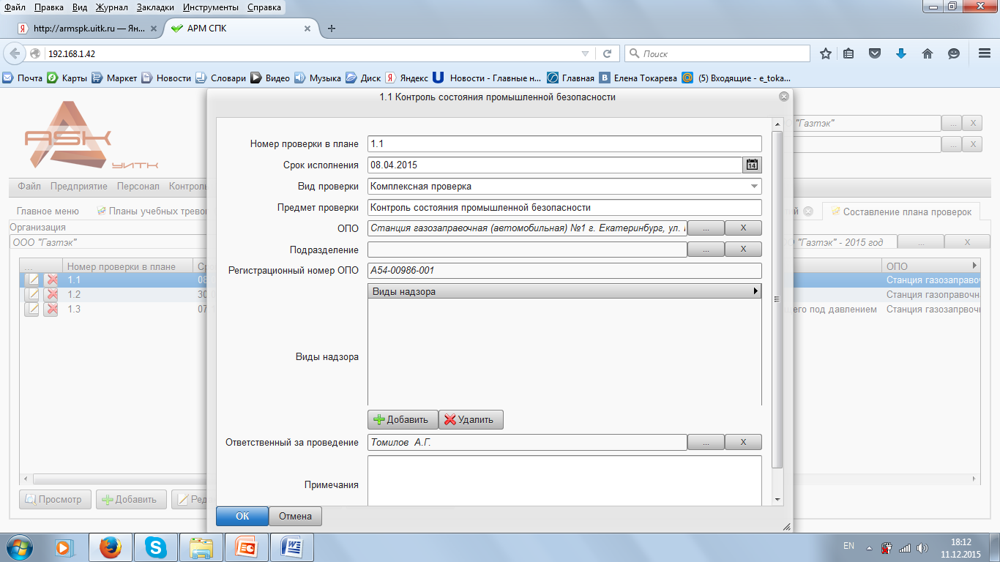 Файл Правка Вид Журнал Закладки Инструменты Справка
http://armspk.uitk.ru — Ян... АРМ СПК
192.168.1.42 Поиск
Почта Карты Маркет Новости Словари Видео Музыка Диск Яндекс Новости - Главные н... Главная Елена Токарева (5) Входящие - e_toka...
1.1 Контроль состояния промышленной безопасности
ASK
УИТК
"Газтэк" ... X
... X
Файл Предприятие Персонал Контроль
Главное меню Планы учебных трево Составление плана проверок
Организация
ООО "Газтэк" "Газтэк" - 2015 год ... X
... Номер проверки в плане ОПО
1.1 Станция газозаправоч
1.2 30 Станция газоправочн
1.3 07 его под давлением Станция газозапрвочн
Номер проверки в плане 1.1
Срок исполнения 08.04.2015 14
Вид проверки Комплексная проверка
Предмет проверки Контроль состояния промышленной безопасности
ОПО Станция газозаправочная (автомобильная) №1 г. Екатеринбург, ул. ... X
Подразделение ... X
Регистрационный номер ОПО А54-00986-001
Виды надзора
Виды надзора
Добавить Удалить
Ответственный за проведение Томилов А.Г. ... X
Примечания
ОК Отмена
Просмотр Добавить Ред
EN 18:12
11.12.2015